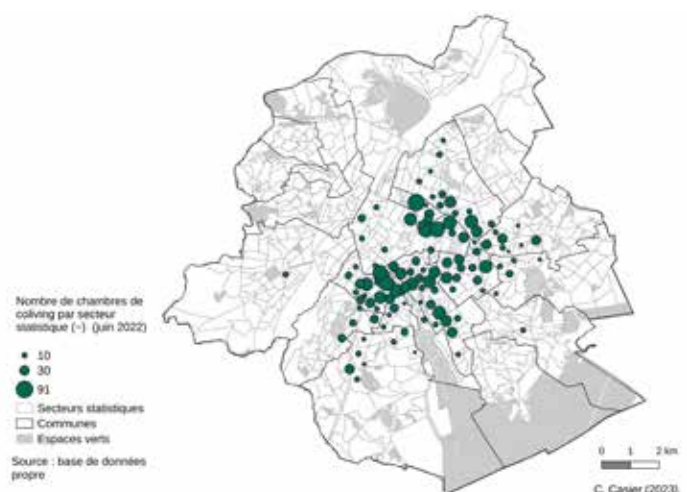 Nombre de chambres de
coliving par secteur
statistique (~) (juin 2022)
10
30
91
Secteurs statistiques
Communes
Espaces verts
Source : base de données
propre
0 1 2 km
C. Casier (2023)